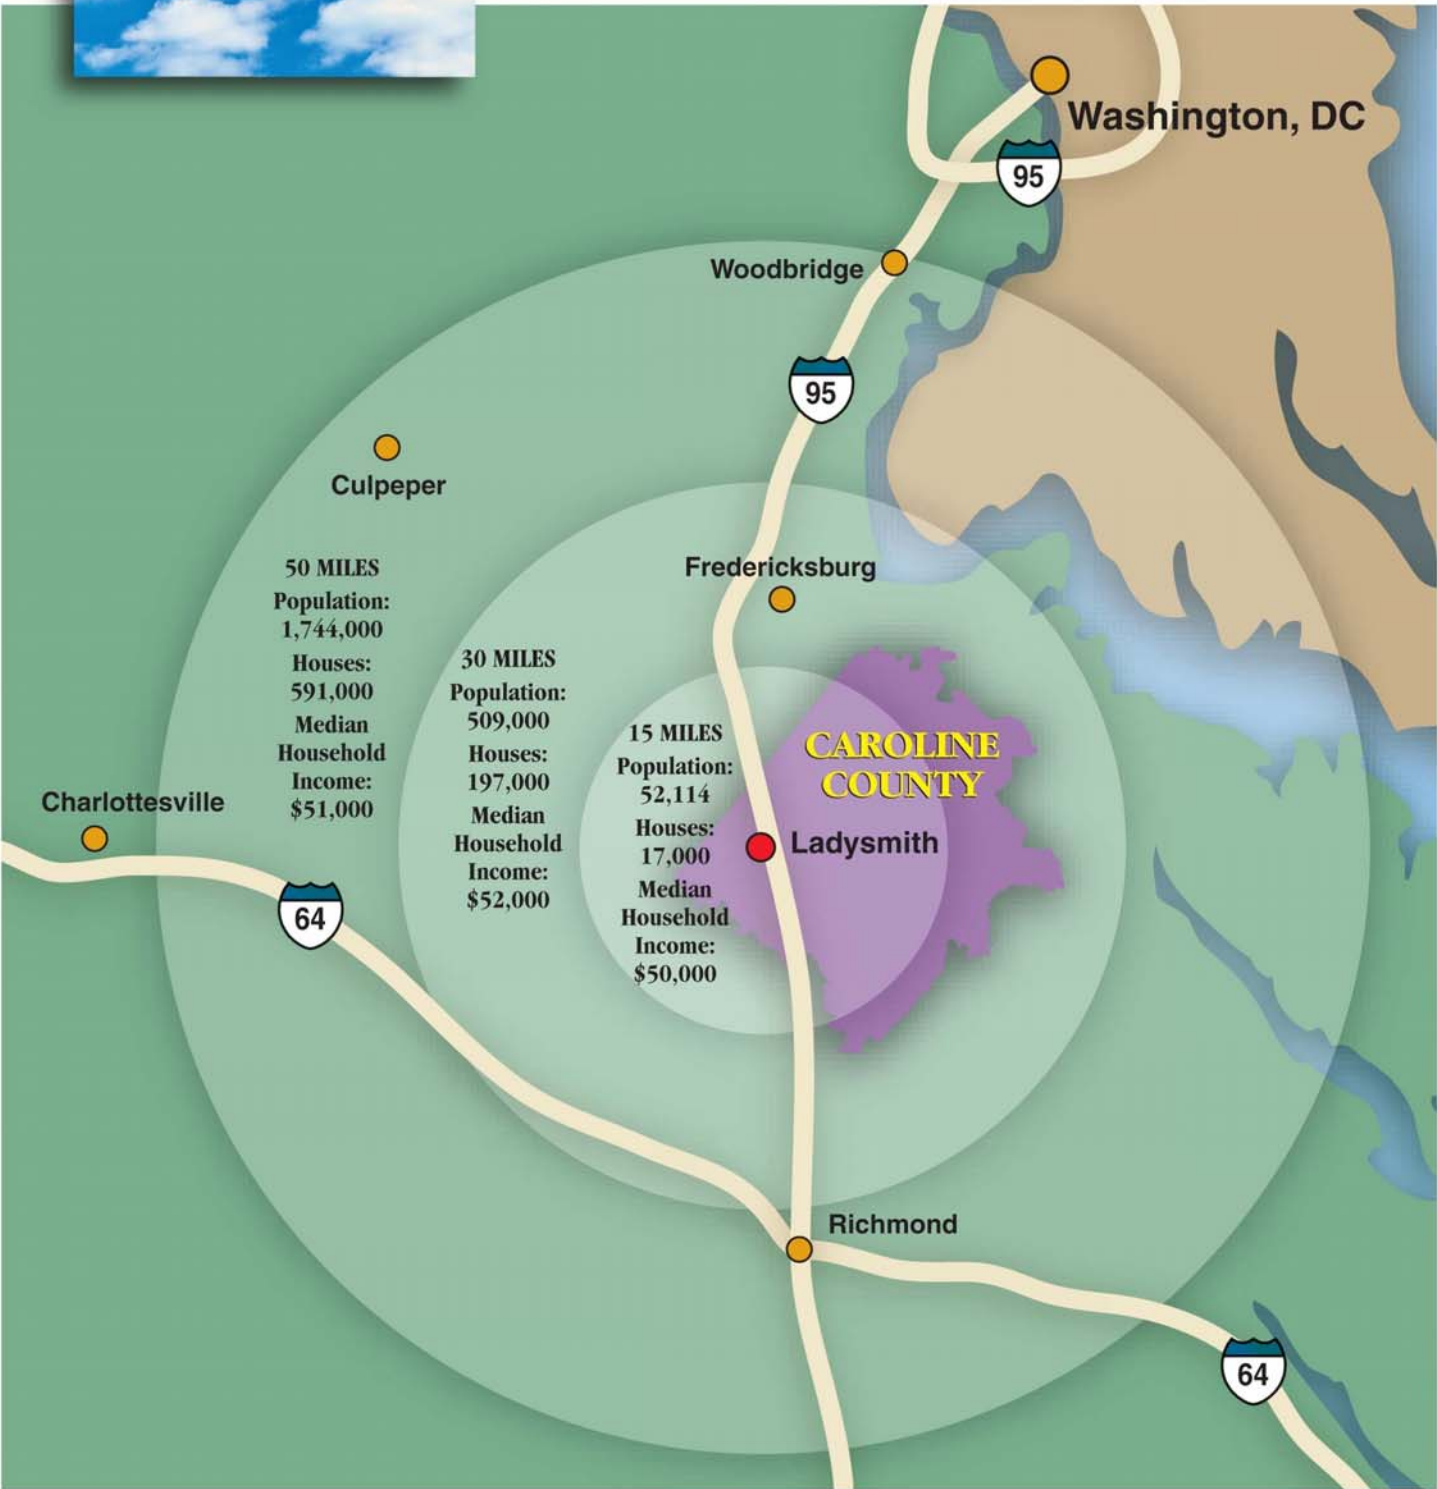 Washington, DC
95
Woodbridge
95
Culpeper
50 MILES
Population:
1,744,000
Houses:
591,000
Median
Household
Income:
$51,000
Fredericksburg
30 MILES
Population:
509,000
Houses:
197,000
Median
Household
Income:
$52,000
15 MILES
Population:
52,114
Houses:
17,000
Median
Household
Income:
$50,000
CAROLINE
COUNTY
Charlottesville
Ladysmith
64
Richmond
64